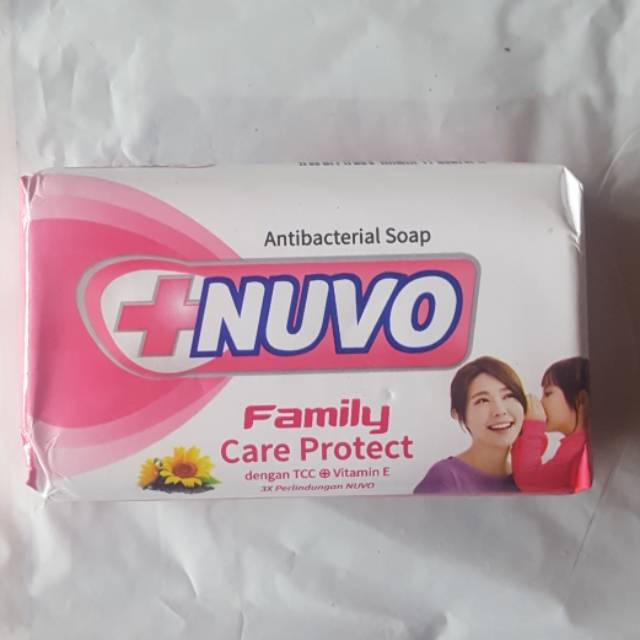 Antibacterial Soap
NUVO
Family
Care Protect
dengan TCC ⊕ Vitamin E
3X Perlindungan NUVO